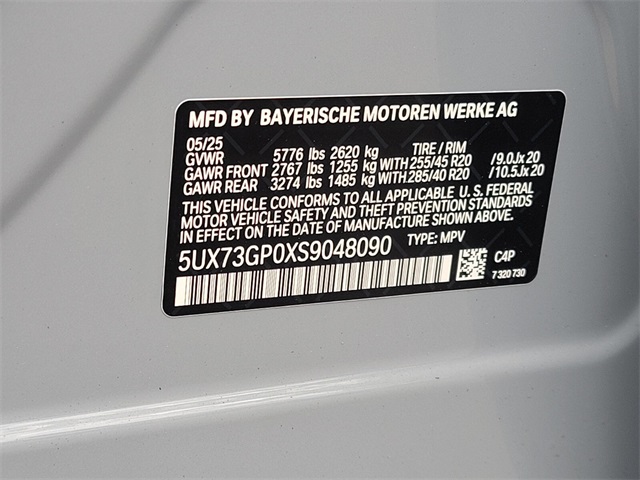 MFD BY BAYERISCHE MOTOREN WERKE AG
05/25 TIRE / RIM
GVWR 5776 lbs 2620 kg
GAWR FRONT 2767 lbs 1255 kg WITH 255/45 R20 /9.0Jx20
GAWR REAR 3274 lbs 1485 kg WITH 285/40 R20 /10.5Jx20
THIS VEHICLE CONFORMS TO ALL APPLICABLE U.S. FEDERAL
MOTOR VEHICLE SAFETY AND THEFT PREVENTION STANDARDS
IN EFFECT ON THE DATE OF MANUFACTURE SHOWN ABOVE.
5UX73GP0XS9048090 TYPE: MPV
C4P
7 320 730